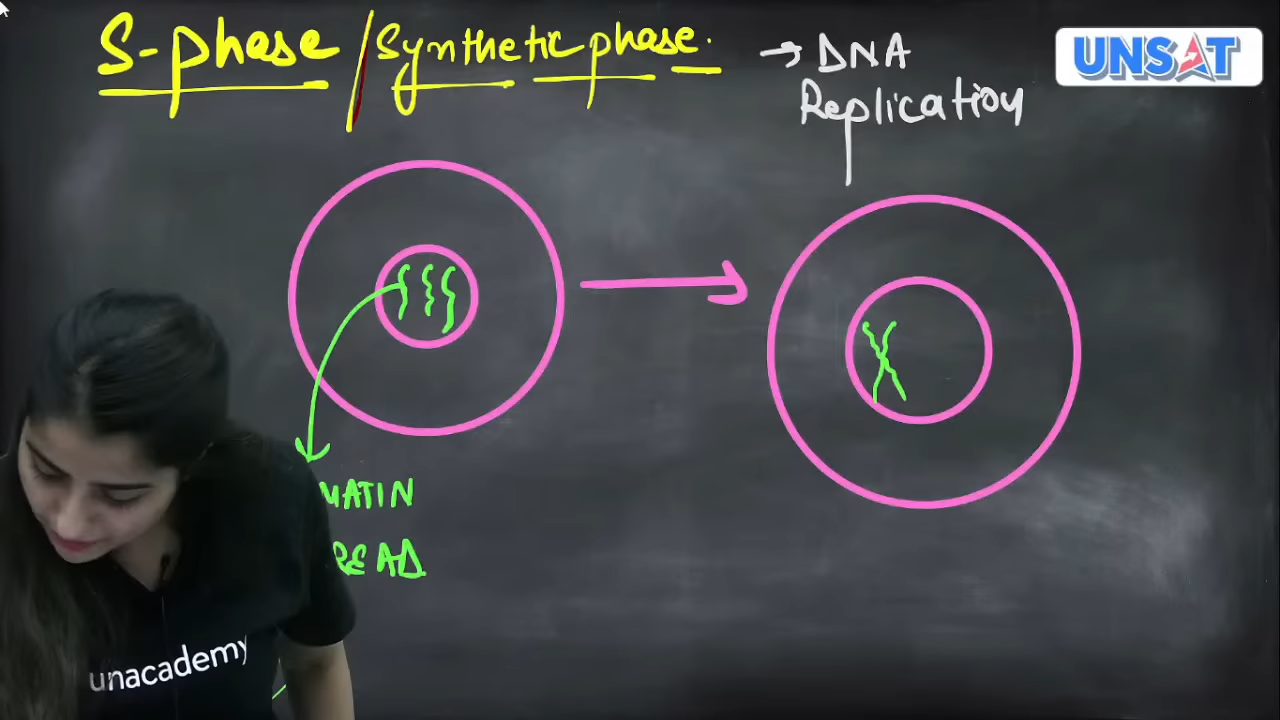 S-phase / Synthetic phase.
→ DNA
Replication
UNSAT
MATIN
READ
unacademy